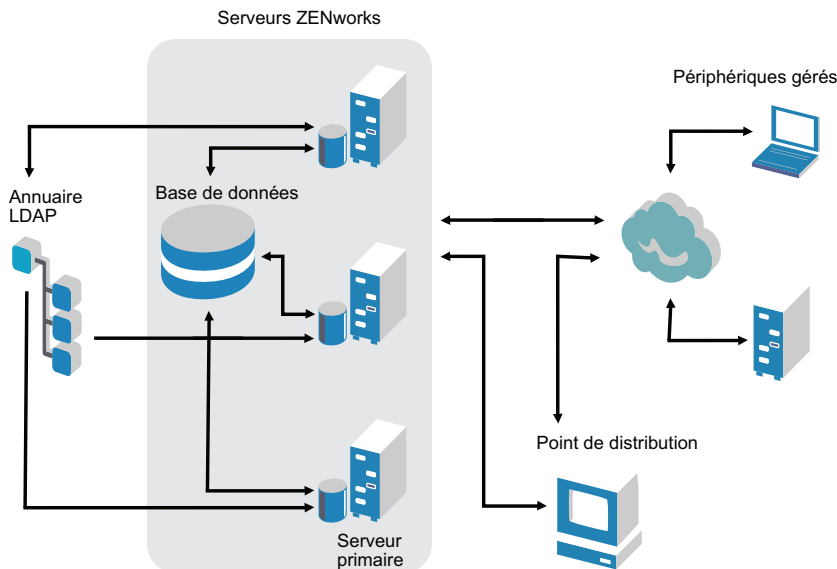 Serveurs ZENworks
Périphériques gérés
Annuaire
LDAP
Base de données
Point de distribution
Serveur
primaire